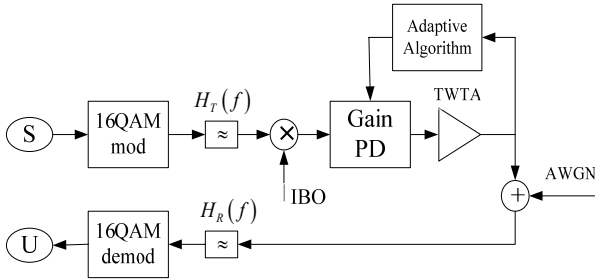 Adaptive
Algorithm
TWTA
H_T(f)
16QAM
mod
S
≈
×
Gain
PD
IBO
AWGN
+
H_R(f)
16QAM
demod
U
≈